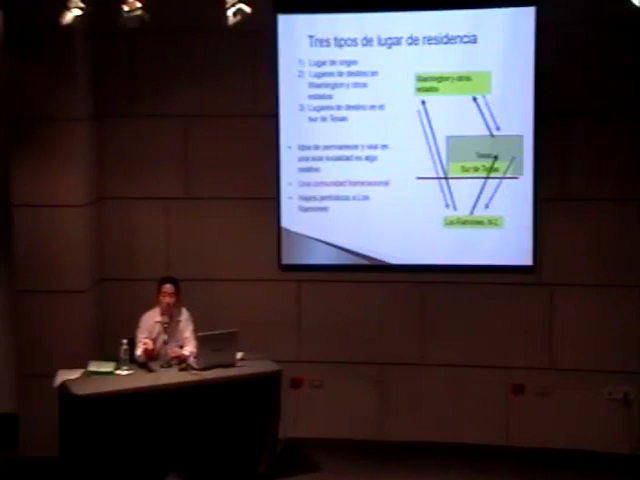 Tres tipos de lugar de residencia
1) Lugar de origen
2) Lugares de destino en
Washington y otros
estados
3) Lugares de destino en el
sur de Texas
Idea de permanecer y vivir en
una sola localidad es algo
relativo
Una comunidad transnacional
Viajes periódicos a Los
Ramones
Washington y otros
estados
Texas
Sur de Texas
Los Ramones, N.L.